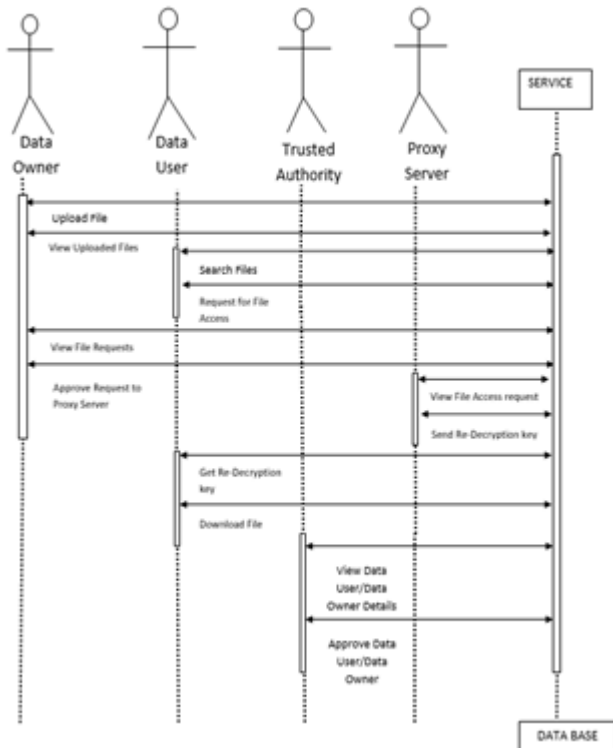 SERVICE
Data
Owner
Data
User
Trusted
Authority
Proxy
Server
Upload File
View Uploaded Files
Search Files
Request for File
Access
View File Requests
Approve Request to
Proxy Server
View File Access request
Send Re-Decryption key
Get Re-Decryption
key
Download File
View Data
User/Data
Owner Details
Approve Data
User/Data
Owner
DATA BASE